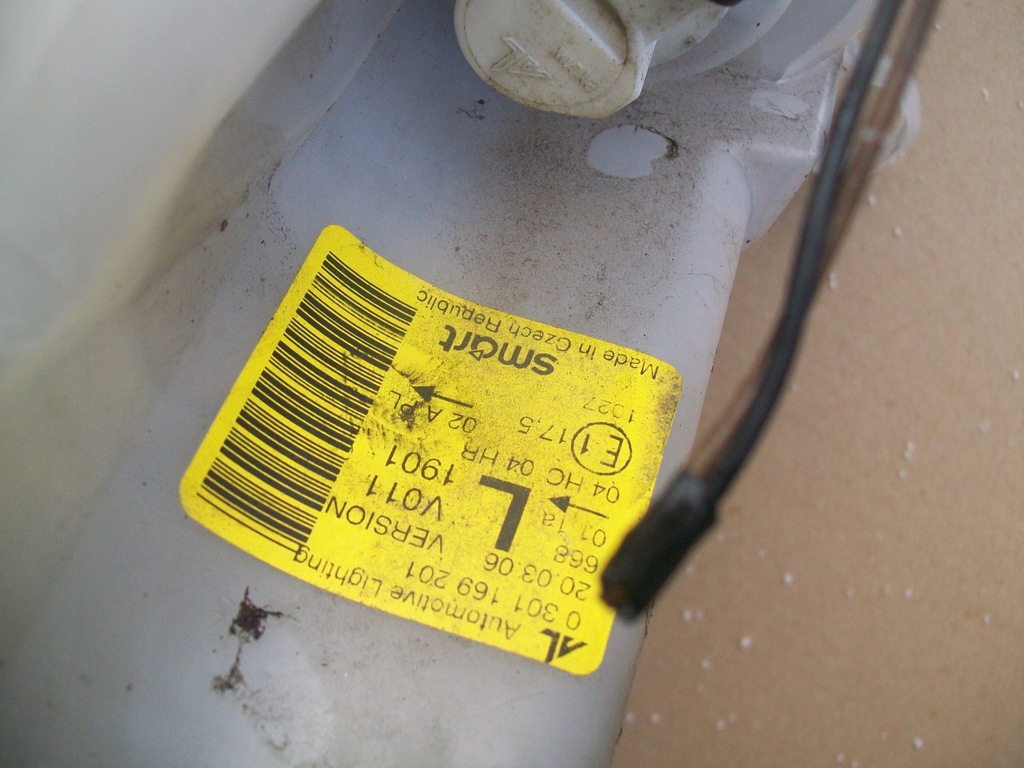 AL Automotive Lighting
0 301 169 201
20.03.06 VERSION
668 L V011
01 1a 1901
04 HC 04 HR
E1 17.5 02 A PL
1027
smart
Made in Czech Republic